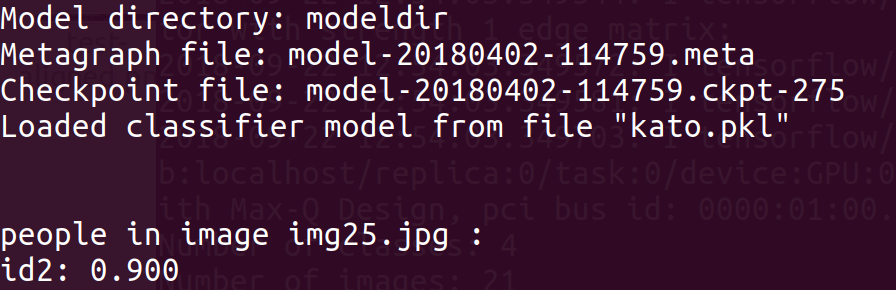 Model directory: modeldir
Metagraph file: model-20180402-114759.meta
Checkpoint file: model-20180402-114759.ckpt-275
Loaded classifier model from file "kato.pkl"
people in image img25.jpg :
id2: 0.900